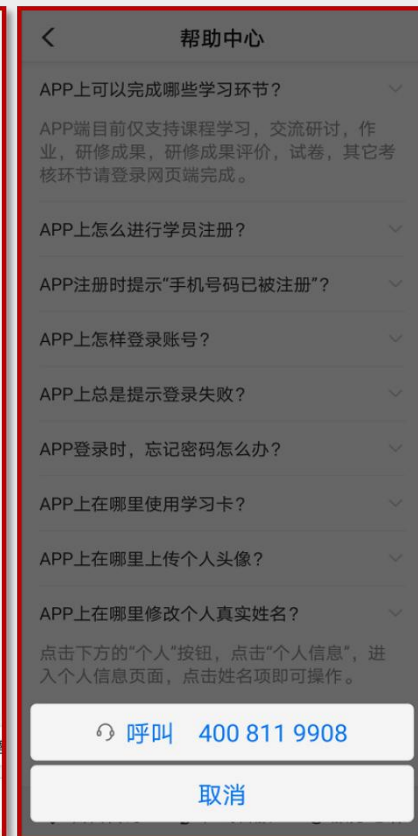 帮助中心
APP上可以完成哪些学习环节？
APP端目前仅支持课程学习，交流研讨，作
业，研修成果，研修成果评价，试卷，其它考
核环节请登录网页端完成。
APP上怎么进行学员注册？
APP注册时提示“手机号码已被注册”？
APP上怎样登录账号？
APP上总是提示登录失败？
APP登录时，忘记密码怎么办？
APP上在哪里使用学习卡？
APP上在哪里上传个人头像？
APP上在哪里修改个人真实姓名？
点击下方的“个人”按钮，点击“个人信息”，进
入个人信息页面，点击姓名项即可操作。
呼叫 400 811 9908
取消